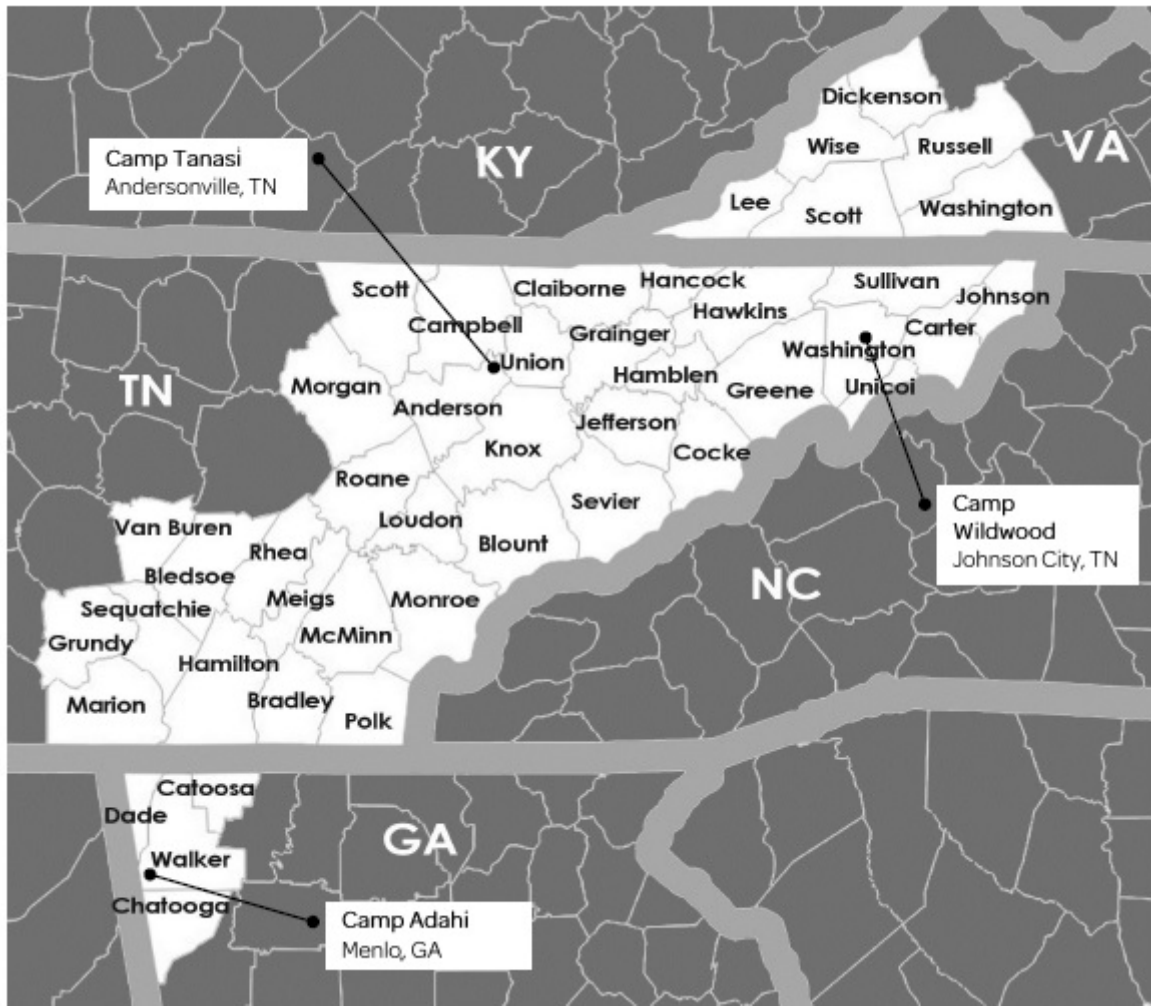 Dickenson
Camp Tanasi
Andersonville, TN
KY
Wise
Russell
VA
Lee
Scott
Washington
Scott
Claiborne
Hancock
Sullivan
Johnson
Campbell
Grainger
Hawkins
Carter
TN
Morgan
Union
Hamblen
Washington
Greene
Unicoi
Anderson
Jefferson
Knox
Cocke
Roane
Sevier
Loudon
Blount
Camp
Wildwood
Johnson City, TN
Van Buren
Rhea
Bledsoe
NC
Sequatchie
Meigs
Monroe
Grundy
McMinn
Hamilton
Marion
Bradley
Polk
Catoosa
Dade
GA
Walker
Chatooga
Camp Adahi
Menlo, GA